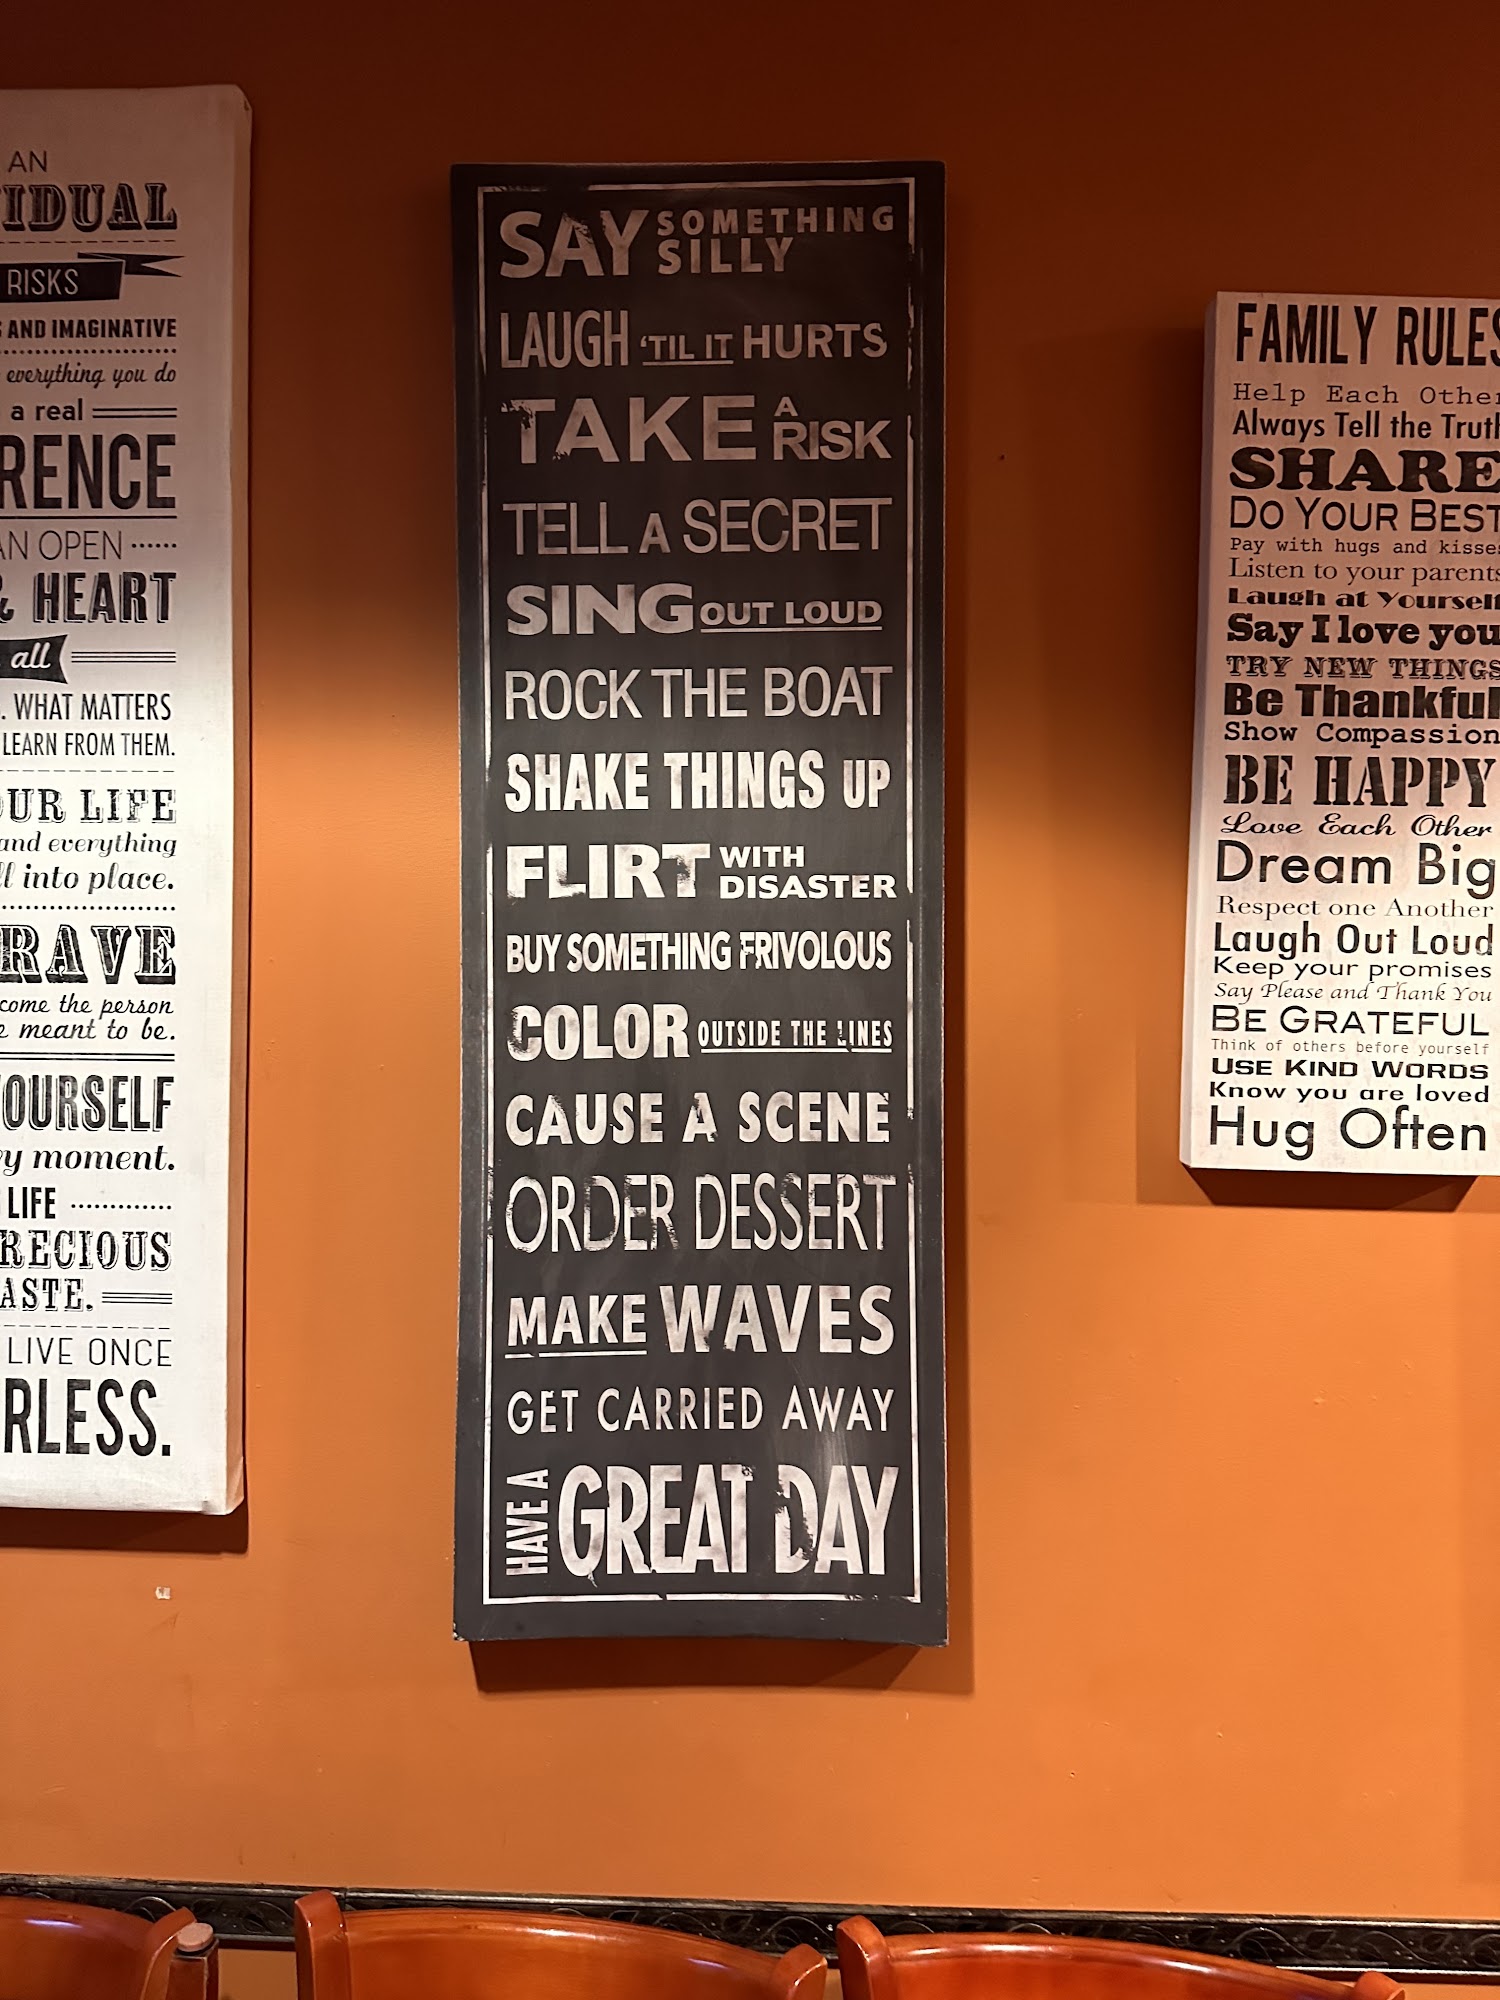 AN
IDUAL
RISKS
AND IMAGINATIVE
everything you do
a real
RENCE
AN OPEN
& HEART
all
WHAT MATTERS
LEARN FROM THEM.
OUR LIFE
and everything
into place.
RAVE
come the person
meant to be.
OURSELF
moment.
LIFE
RECIOUS
ASTE.
LIVE ONCE
RLESS.
SAY SOMETHING SILLY
LAUGH 'TIL IT HURTS
TAKE A RISK
TELL A SECRET
SING OUT LOUD
ROCK THE BOAT
SHAKE THINGS UP
FLIRT WITH DISASTER
BUY SOMETHING FRIVOLOUS
COLOR OUTSIDE THE LINES
CAUSE A SCENE
ORDER DESSERT
MAKE WAVES
GET CARRIED AWAY
HAVE A GREAT DAY
FAMILY RULES
Help Each Other
Always Tell the Truth
SHARE
DO YOUR BEST
Pay with hugs and kisses
Listen to your parents
Laugh at Yourself
Say I love you
TRY NEW THINGS
Be Thankful
Show Compassion
BE HAPPY
Love Each Other
Dream Big
Respect one Another
Laugh Out Loud
Keep your promises
Say Please and Thank You
BE GRATEFUL
Think of others before yourself
USE KIND WORDS
Know you are loved
Hug Often